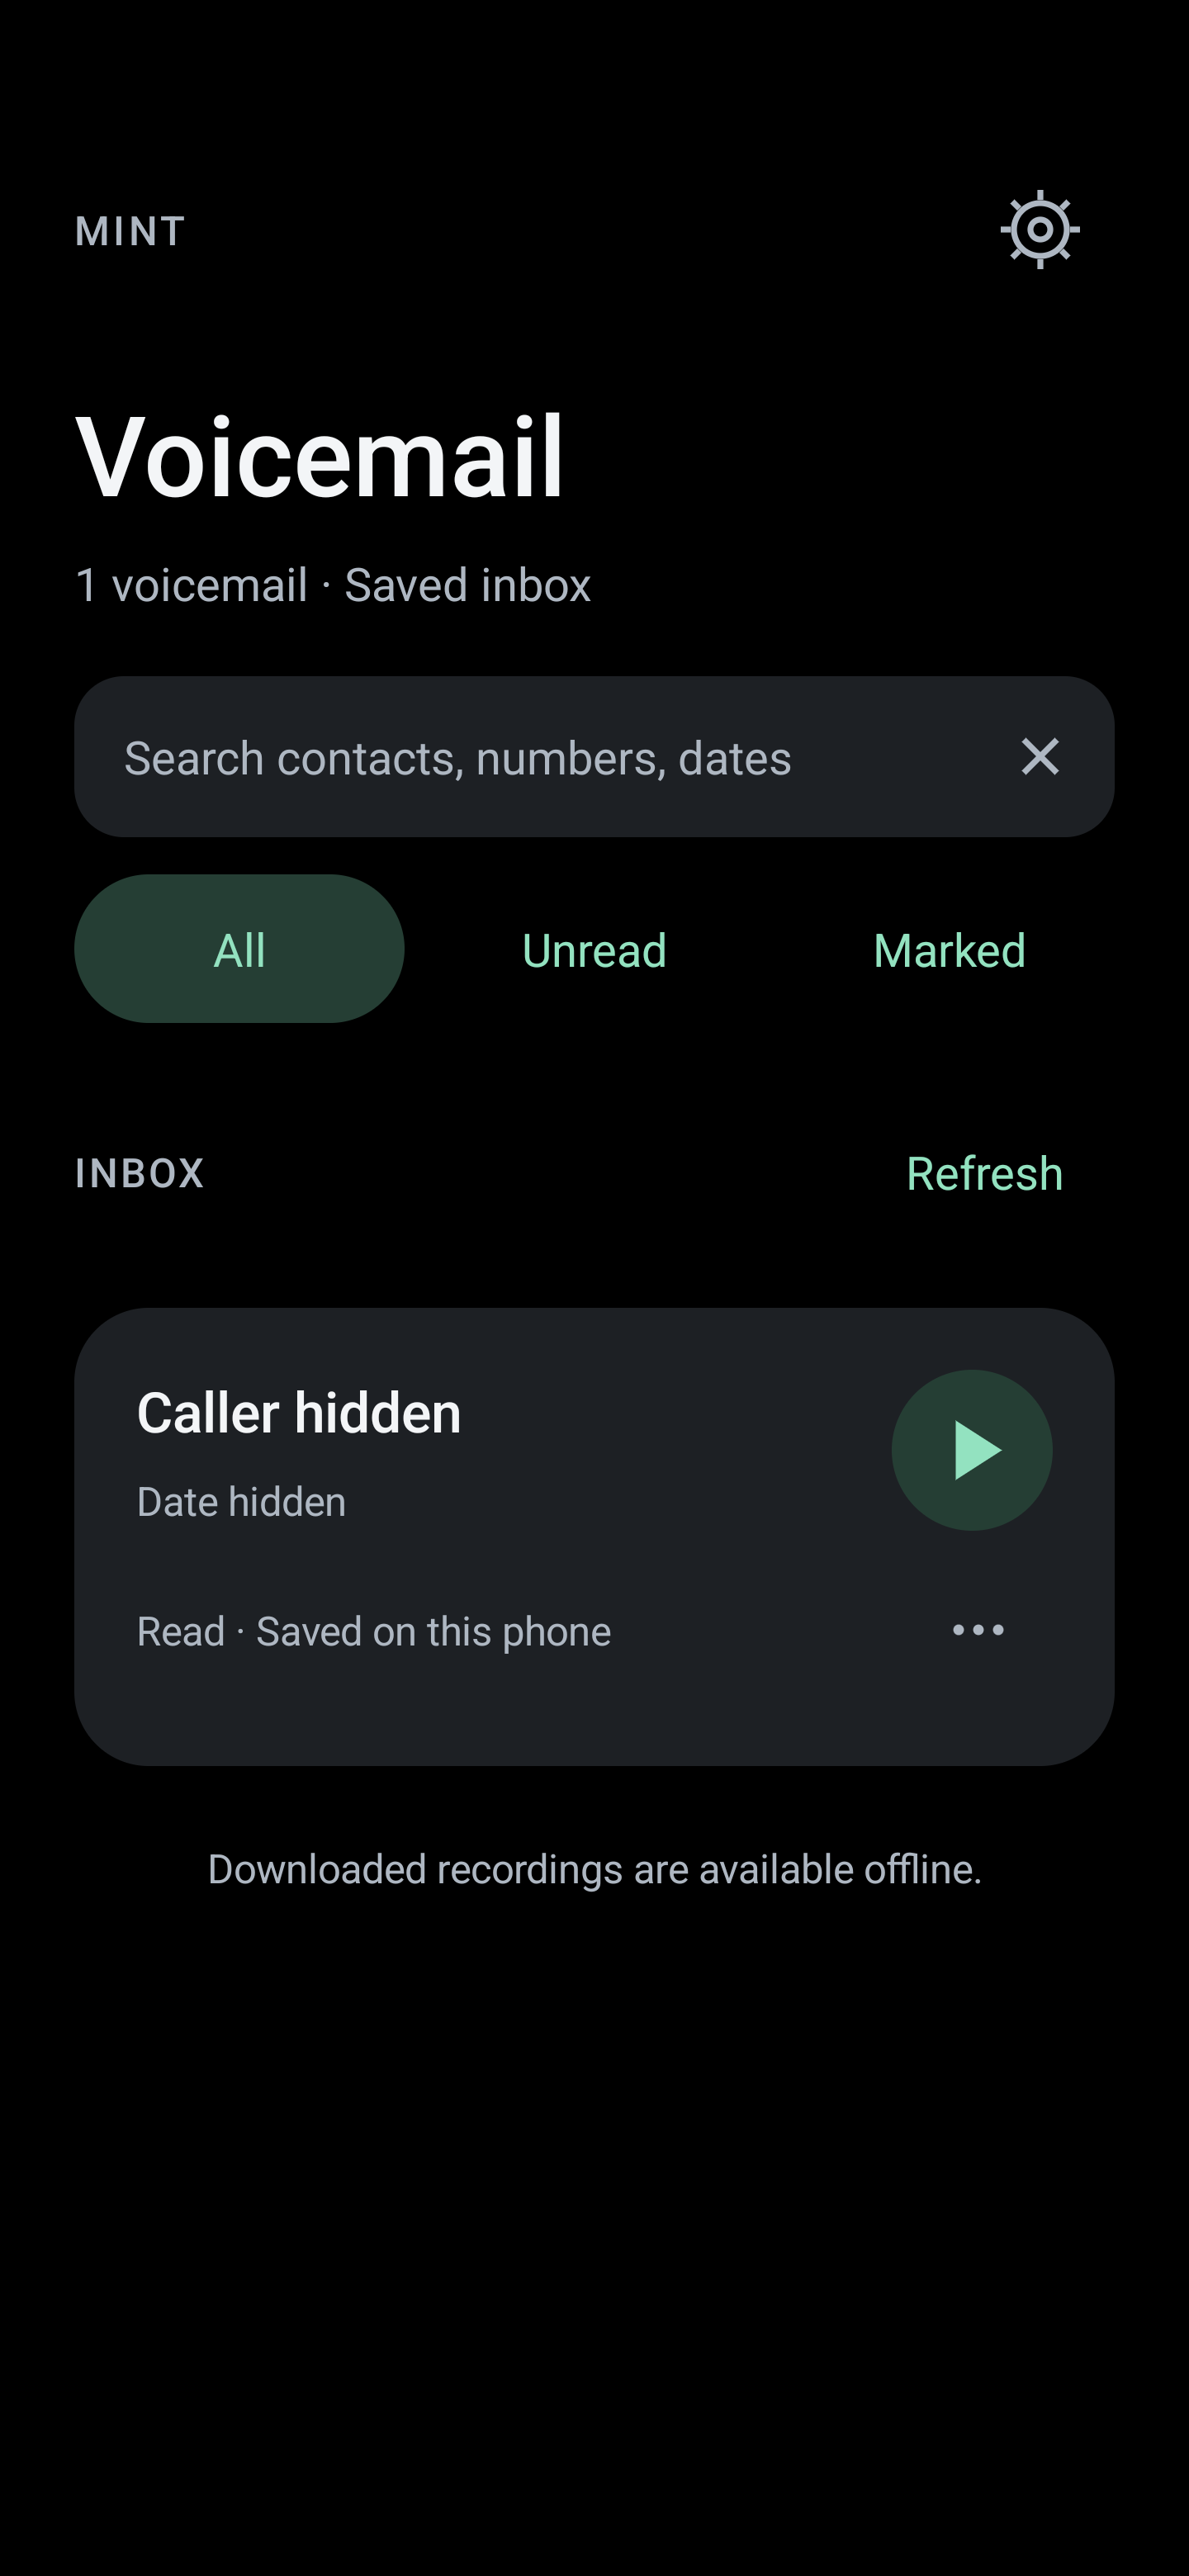 MINT
Voicemail
1 voicemail · Saved inbox
Search contacts, numbers, dates
All Unread Marked
INBOX Refresh
Caller hidden
Date hidden
Read · Saved on this phone
Downloaded recordings are available offline.